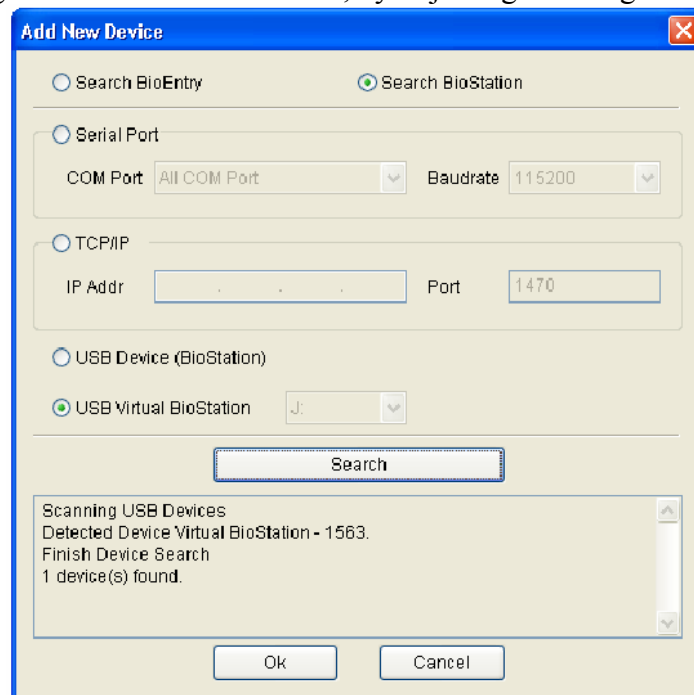 Add New Device
Search BioEntry Search BioStation
Serial Port
COM Port All COM Port Baudrate 115200
TCP/IP
IP Addr . . . Port 1470
USB Device (BioStation)
USB Virtual BioStation J:
Search
Scanning USB Devices
Detected Device Virtual BioStation - 1563.
Finish Device Search
1 device(s) found.
Ok Cancel